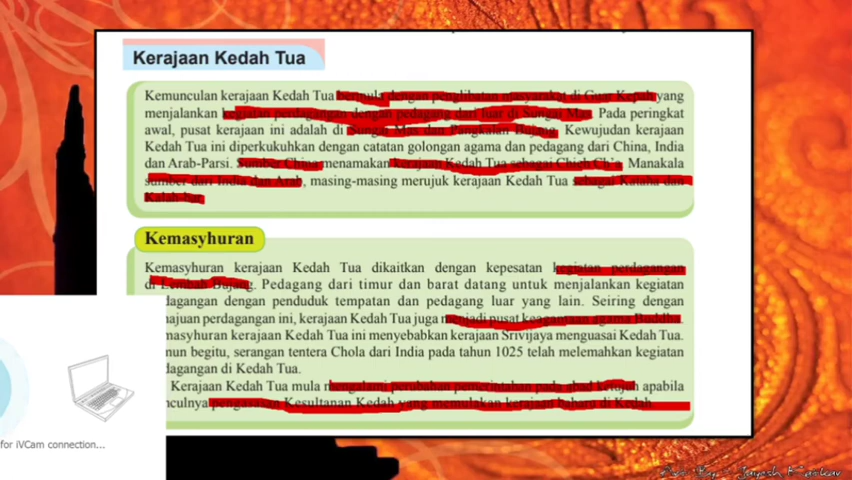 Kerajaan Kedah Tua
Kemunculan kerajaan Kedah Tua bermula dengan penglibatan masyarakat di Guar Kepah yang
menjalankan kegiatan perdagangan dengan pedagang dari luar di Sungai Mas. Pada peringkat
awal, pusat kerajaan ini adalah di Sungai Mas dan Pangkalan Bujang. Kewujudan kerajaan
Kedah Tua ini diperkukuhkan dengan catatan golongan agama dan pedagang dari China, India
dan Arab-Parsi. Sumber China menamakan kerajaan Kedah Tua sebagai Chieh Ch'a. Manakala
sumber dari India dan Arab, masing-masing merujuk kerajaan Kedah Tua sebagai Kataha dan
Kalah bar
Kemasyhuran
Kemasyhuran kerajaan Kedah Tua dikaitkan dengan kepesatan kegiatan perdagangan
di Lembah Bujang. Pedagang dari timur dan barat datang untuk menjalankan kegiatan
dagangan dengan penduduk tempatan dan pedagang luar yang lain. Seiring dengan
majuan perdagangan ini, kerajaan Kedah Tua juga menjadi pusat keagamaan agama Buddha.
masyhuran kerajaan Kedah Tua ini menyebabkan kerajaan Srivijaya menguasai Kedah Tua.
mun begitu, serangan tentera Chola dari India pada tahun 1025 telah melemahkan kegiatan
dagangan di Kedah Tua.
Kerajaan Kedah Tua mula mengalami perubahan pemerintahan pada abad ketujuh apabila
nculnya pengasasan Kesultanan Kedah yang memulakan kerajaan baharu di Kedah.
for iVCam connection...